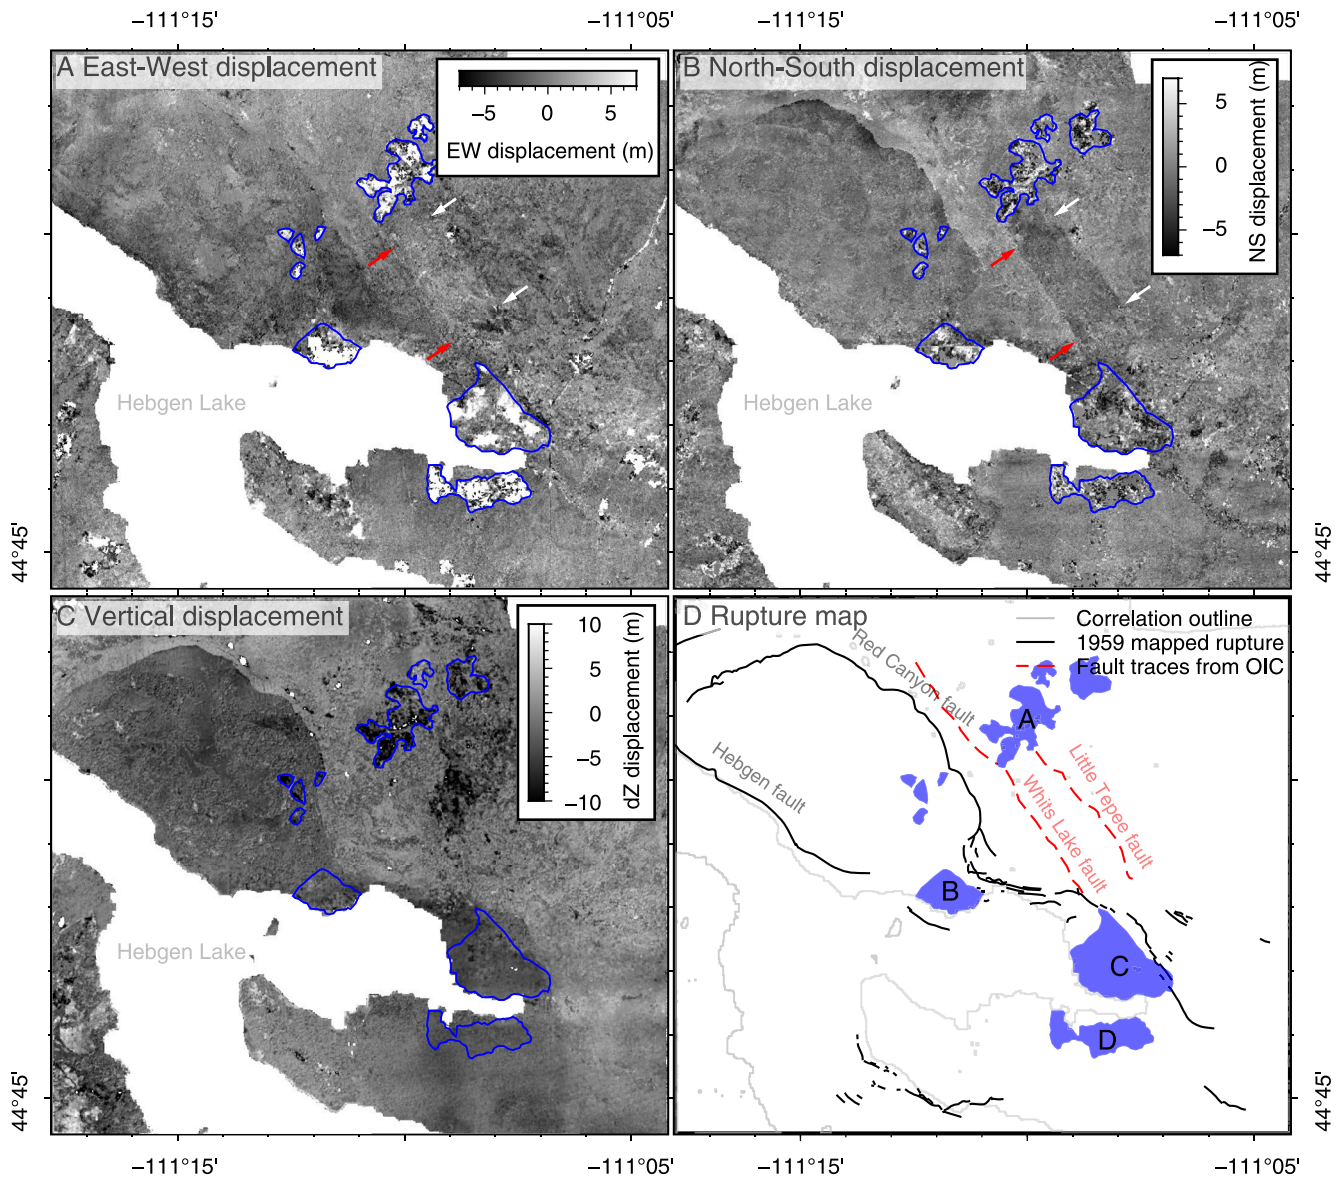 −111°15'
−111°05'
−111°15'
−111°05'
A East-West displacement
−5
0
5
EW displacement (m)
Hebgen Lake
44°45'
B North-South displacement
5
0
−5
NS displacement (m)
Hebgen Lake
44°45'
C Vertical displacement
10
5
0
−5
−10
dZ displacement (m)
Hebgen Lake
44°45'
D Rupture map
Correlation outline
1959 mapped rupture
Fault traces from OIC
Red Canyon fault
Hebgen fault
Whits Lake fault
Little Tepee fault
A
B
C
D
44°45'
−111°15'
−111°05'
−111°15'
−111°05'